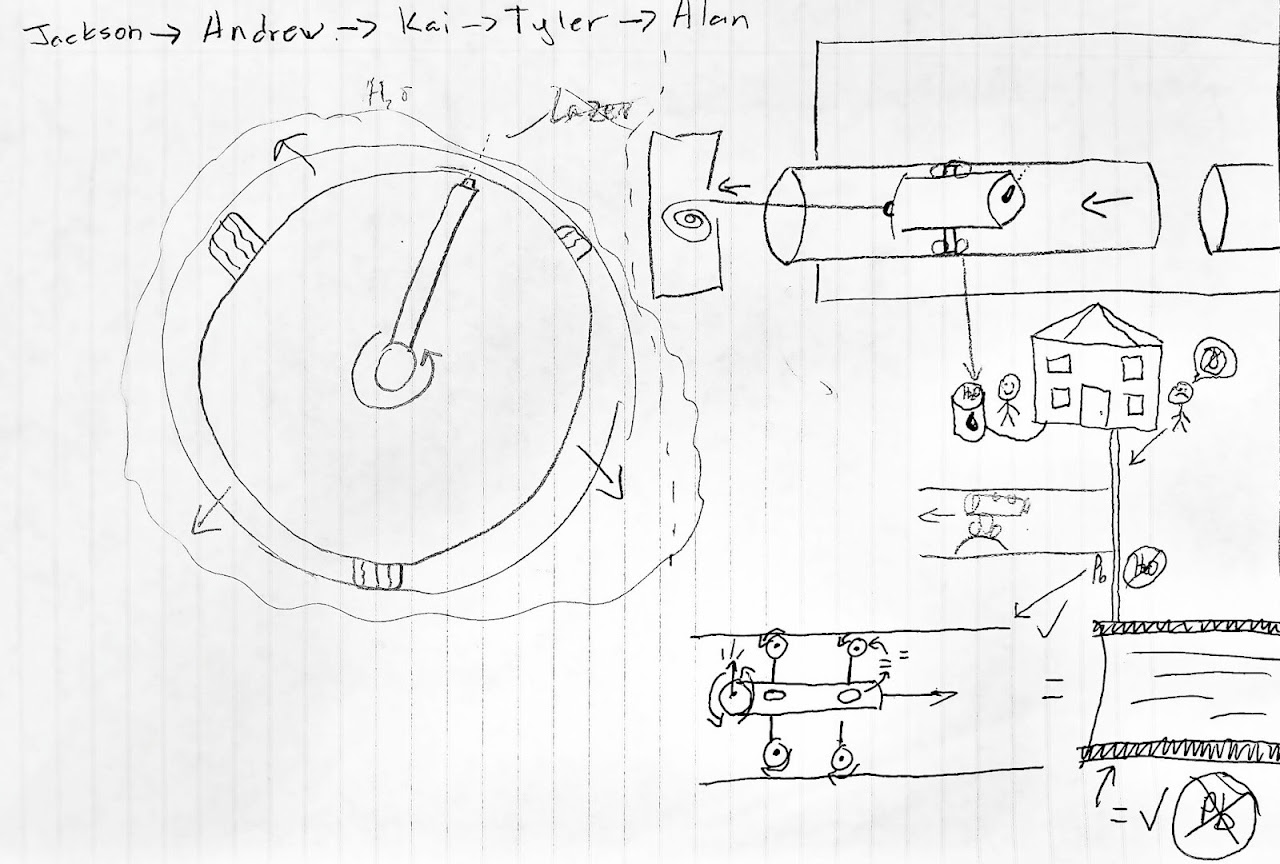 Jackson → Andrew → Kai → Tyler → Alan
H₂O
Lazer
H₂O
Pb
H₂O
Pb